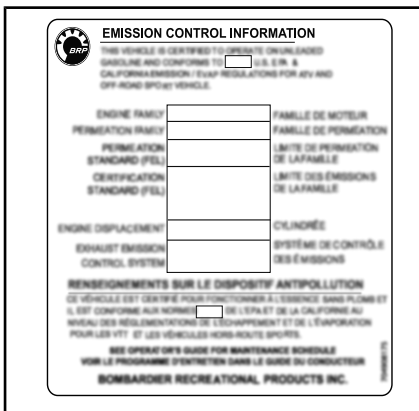 EMISSION CONTROL INFORMATION
BRP
THIS VEHICLE IS CERTIFIED TO OPERATE ON UNLEADED
GASOLINE AND CONFORMS TO U.S. EPA &
CALIFORNIA EMISSION / EVAP REGULATIONS FOR ATV AND
OFF-ROAD SPORT VEHICLE.
ENGINE FAMILY FAMILLE DE MOTEUR
PERMEATION FAMILY FAMILLE DE PERMÉATION
PERMEATION LIMITE DE PERMEATION
STANDARD (FEL) DE LA FAMILLE
CERTIFICATION LIMITE DES ÉMISSIONS
STANDARD (FEL) DE LA FAMILLE
ENGINE DISPLACEMENT CYLINDRÉE
EXHAUST EMISSION SYSTÈME DE CONTRÔLE
CONTROL SYSTEM DES ÉMISSIONS
RENSEIGNEMENTS SUR LE DISPOSITIF ANTIPOLLUTION
CE VÉHICULE EST CERTIFIÉ POUR FONCTIONNER À L'ESSENCE SANS PLOMB ET
IL EST CONFORME AUX NORMES DE L'EPA ET DE LA CALIFORNIE AU
NIVEAU DES RÉGLEMENTATIONS DE L'ÉCHAPPEMENT ET DE L'ÉVAPORATION
POUR LES VTT ET LES VÉHICULES HORS-ROUTE SPORTS.
SEE OPERATOR'S GUIDE FOR MAINTENANCE SCHEDULE
VOIR LE PROGRAMME D'ENTRETIEN DANS LE GUIDE DU CONDUCTEUR
BOMBARDIER RECREATIONAL PRODUCTS INC.